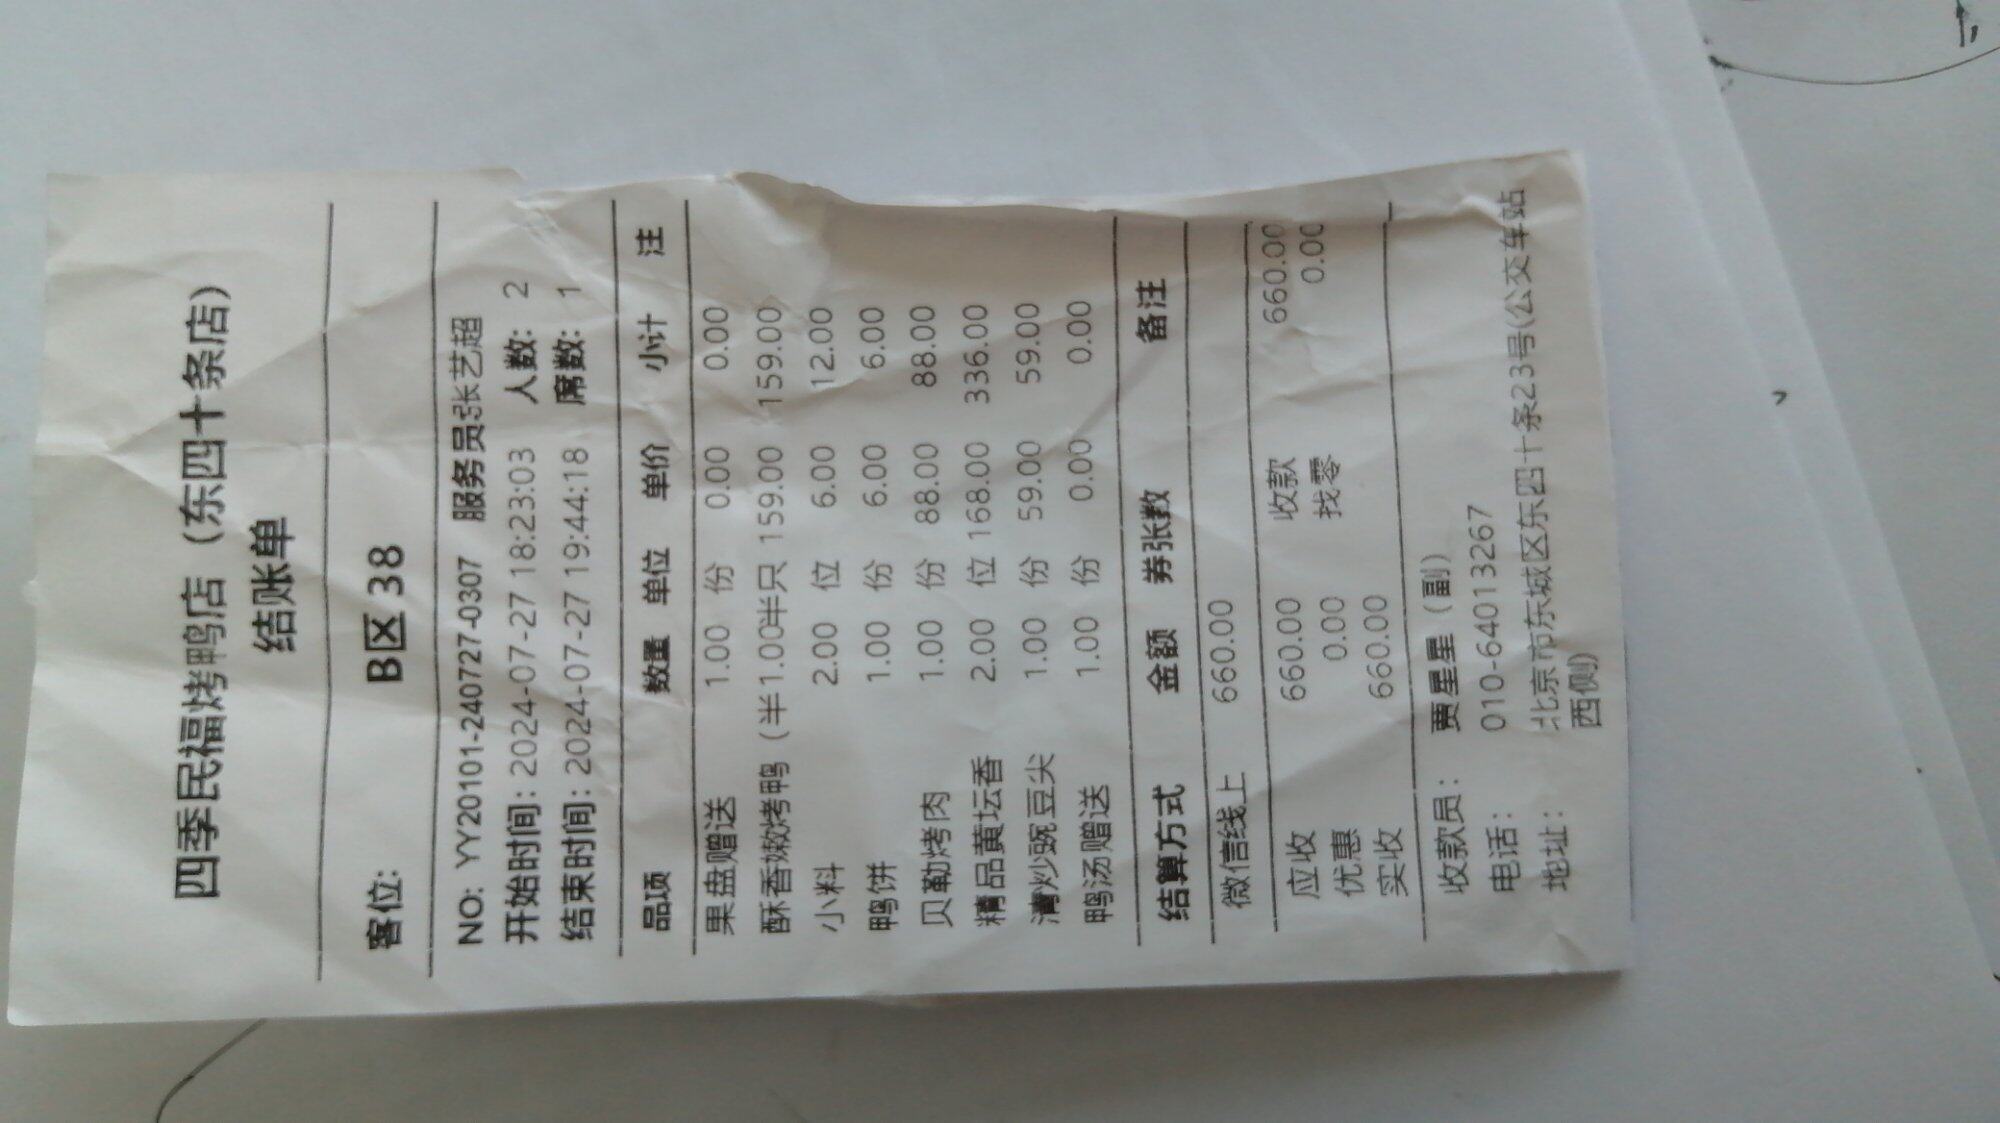 四季民福烤鸭店（东四十条店）
结账单
客位: B区 38
NO: YY20101-240727-0307 服务员张艺超
开始时间: 2024-07-27 18:23:03 人数: 2
结束时间: 2024-07-27 19:44:18 席数: 1
品项 数量 单位 单价 小计 注
果盘赠送 1.00 份 0.00 0.00
酥香嫩烤鸭（半 1.00 半只 159.00 159.00
小料 2.00 位 6.00 12.00
鸭饼 1.00 份 6.00 6.00
贝勒烤肉 1.00 份 88.00 88.00
精品黄坛香 2.00 位 168.00 336.00
清炒豌豆尖 1.00 份 59.00 59.00
鸭汤赠送 1.00 份 0.00 0.00
结算方式 金额 券张数 备注
微信线上 660.00
应收 660.00 收款 660.00
优惠 0.00 找零 0.00
实收 660.00
收款员: 贾星星（副）
电话: 010-64013267
地址: 北京市东城区东四十条23号(公交车站
西侧)